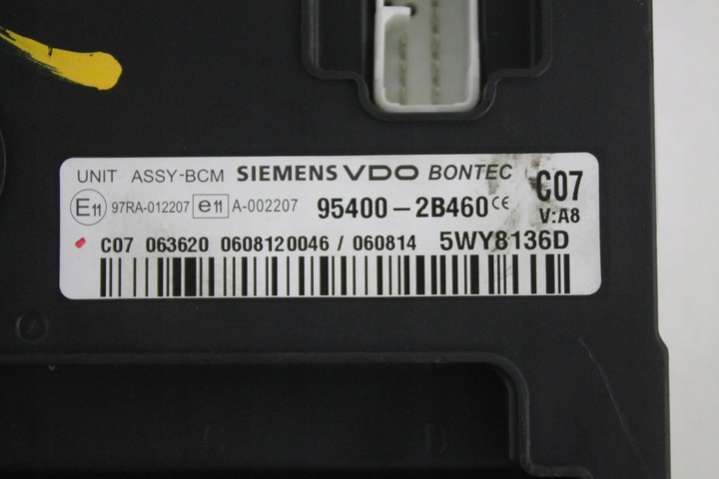 UNIT ASSY-BCM SIEMENS VDO BONTEC C07
E11 97RA-012207 e11 A-002207 95400-2B460 CE V:A8
C07 063620 0608120046 / 060814 5WY8136D